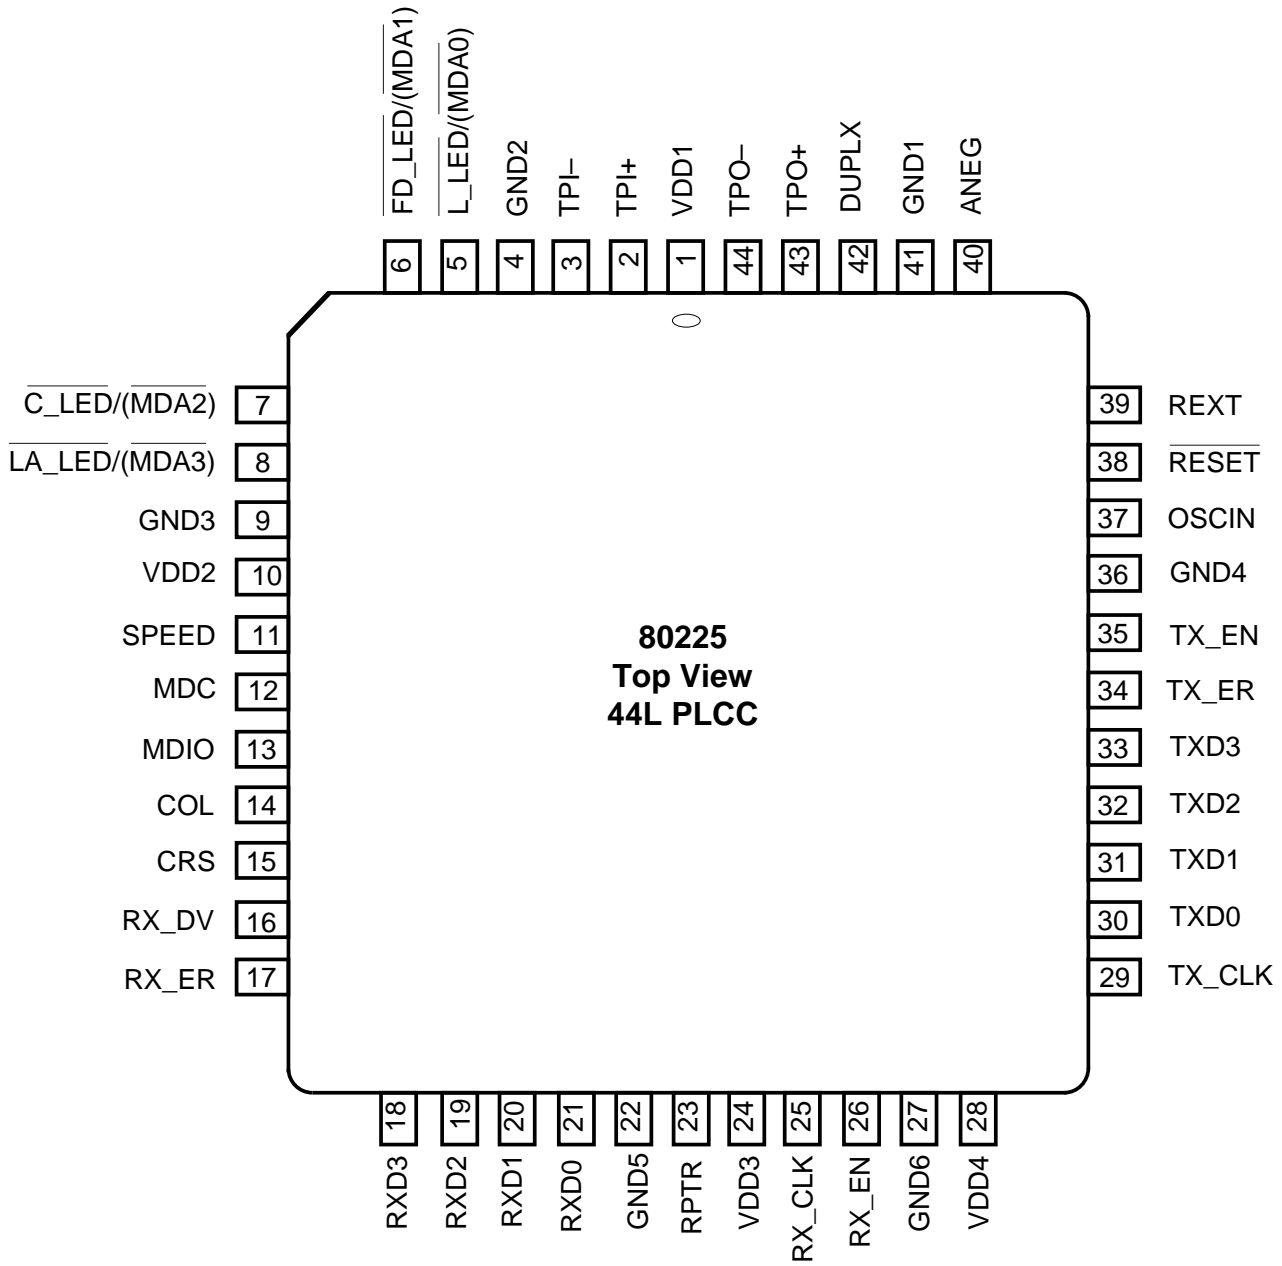 FD_LED/(MDA1)
L_LED/(MDA0)
GND2
TPI–
TPI+
VDD1
TPO–
TPO+
DUPLX
GND1
ANEG
6
5
4
3
2
1
44
43
42
41
40
C_LED/(MDA2) 7
LA_LED/(MDA3) 8
GND3 9
VDD2 10
SPEED 11
MDC 12
MDIO 13
COL 14
CRS 15
RX_DV 16
RX_ER 17
80225
Top View
44L PLCC
39 REXT
38 RESET
37 OSCIN
36 GND4
35 TX_EN
34 TX_ER
33 TXD3
32 TXD2
31 TXD1
30 TXD0
29 TX_CLK
18
19
20
21
22
23
24
25
26
27
28
RXD3
RXD2
RXD1
RXD0
GND5
RPTR
VDD3
RX_CLK
RX_EN
GND6
VDD4